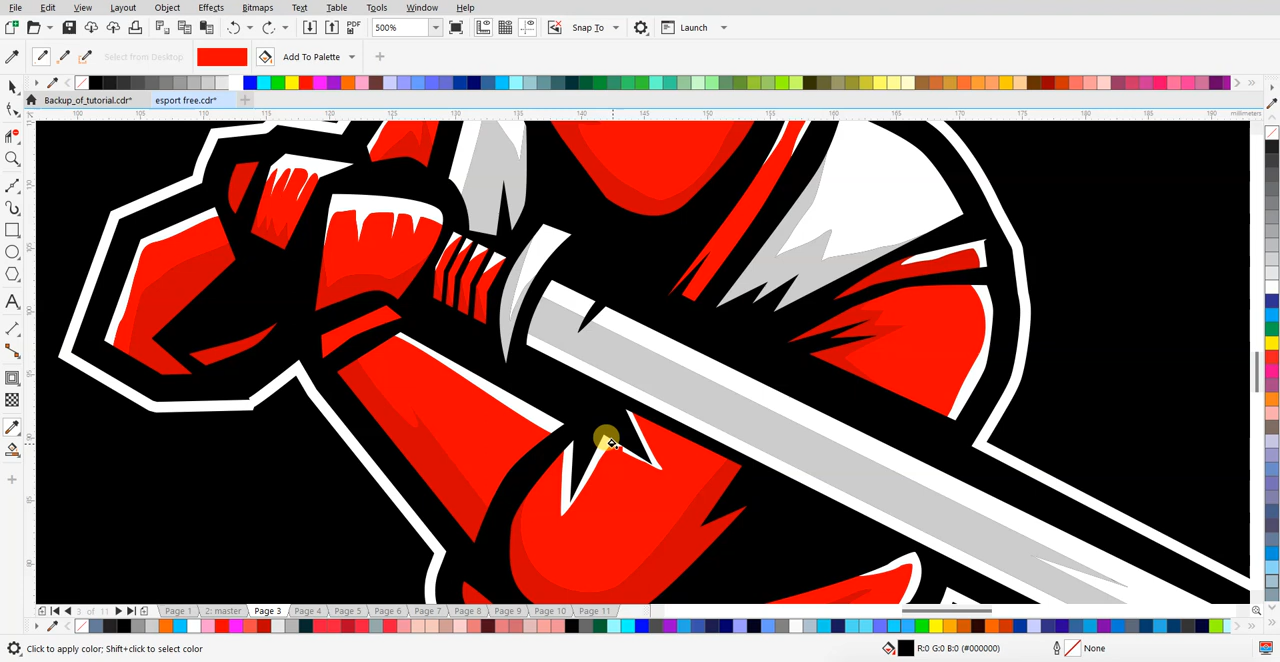 File Edit View Layout Object Effects Bitmaps Text Table Tools Window Help
PDF 500% Snap To Launch
Select from Desktop Add To Palette
Backup_of_tutorial.cdr* esport free.cdr*
100 105 110 115 120 125 130 135 140 145 150 155 160 165 170 175 180 185 190 millimeters
3 of 11 Page 1 2: master Page 3 Page 4 Page 5 Page 6 Page 7 Page 8 Page 9 Page 10 Page 11
Click to apply color; Shift+click to select color R:0 G:0 B:0 (#000000) None